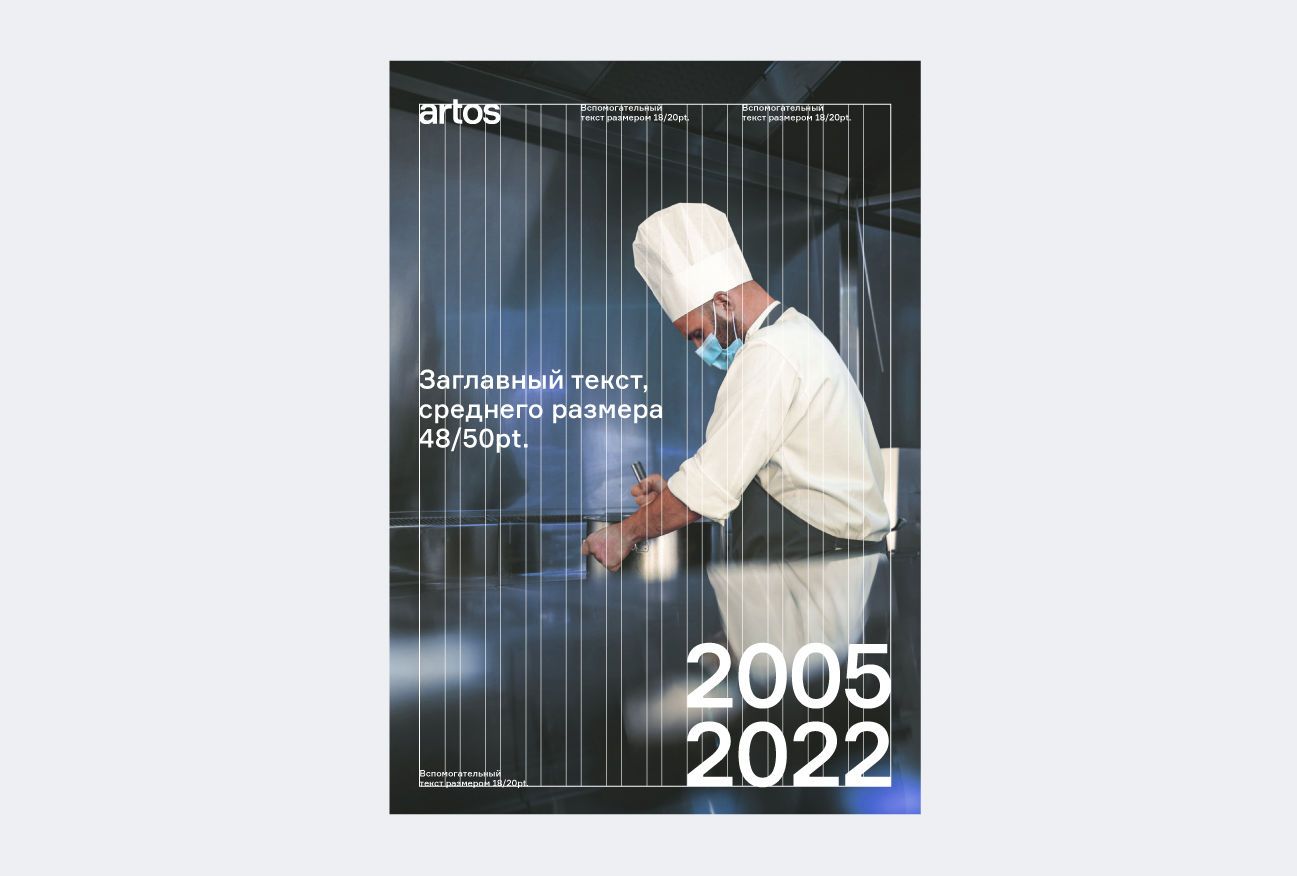 artos
Вспомогательный
текст размером 18/20pt.
Вспомогательный
текст размером 18/20pt.
Заглавный текст,
среднего размера
48/50pt.
2005
2022
Вспомогательный
текст размером 18/20pt.